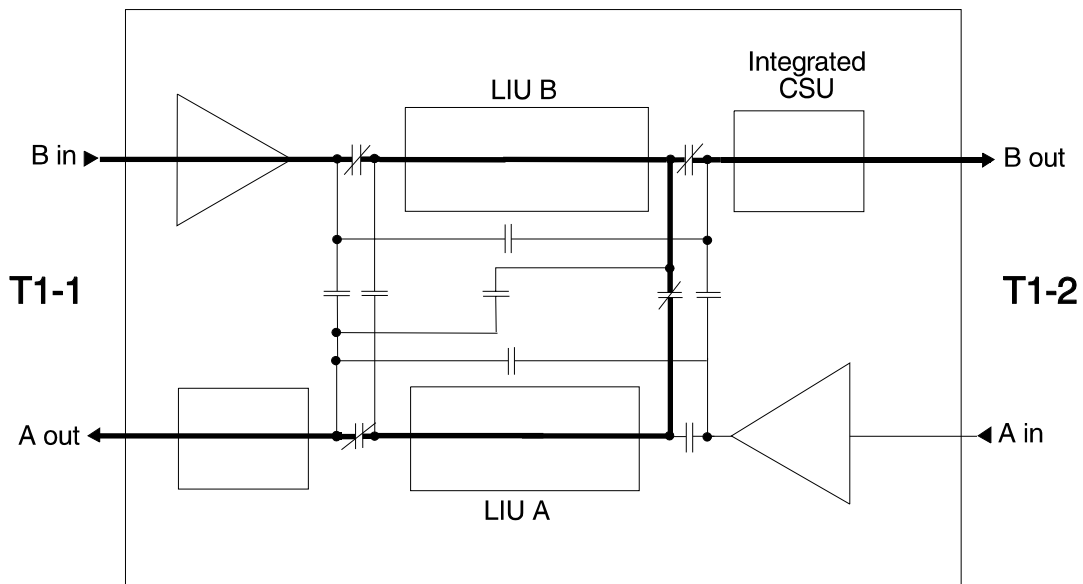 Integrated
CSU
LIU B
B in
B out
T1-1
T1-2
A out
A in
LIU A